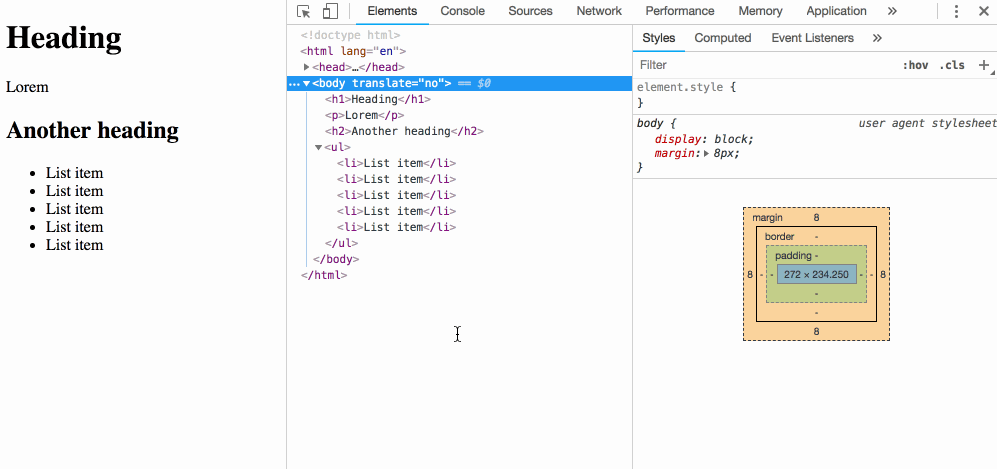 Heading
Lorem
Another heading
• List item
• List item
• List item
• List item
• List item
Elements Console Sources Network Performance Memory Application »
<!doctype html>
<html lang="en">
▶<head>…</head>
…▼<body translate="no"> == $0
<h1>Heading</h1>
<p>Lorem</p>
<h2>Another heading</h2>
▼<ul>
<li>List item</li>
<li>List item</li>
<li>List item</li>
<li>List item</li>
<li>List item</li>
</ul>
</body>
</html>
Styles Computed Event Listeners »
Filter :hov .cls +
element.style {
}
body { user agent stylesheet
display: block;
margin:▶ 8px;
}
margin 8
border -
padding -
8 - - 272 × 234.250 - - 8
-
-
8